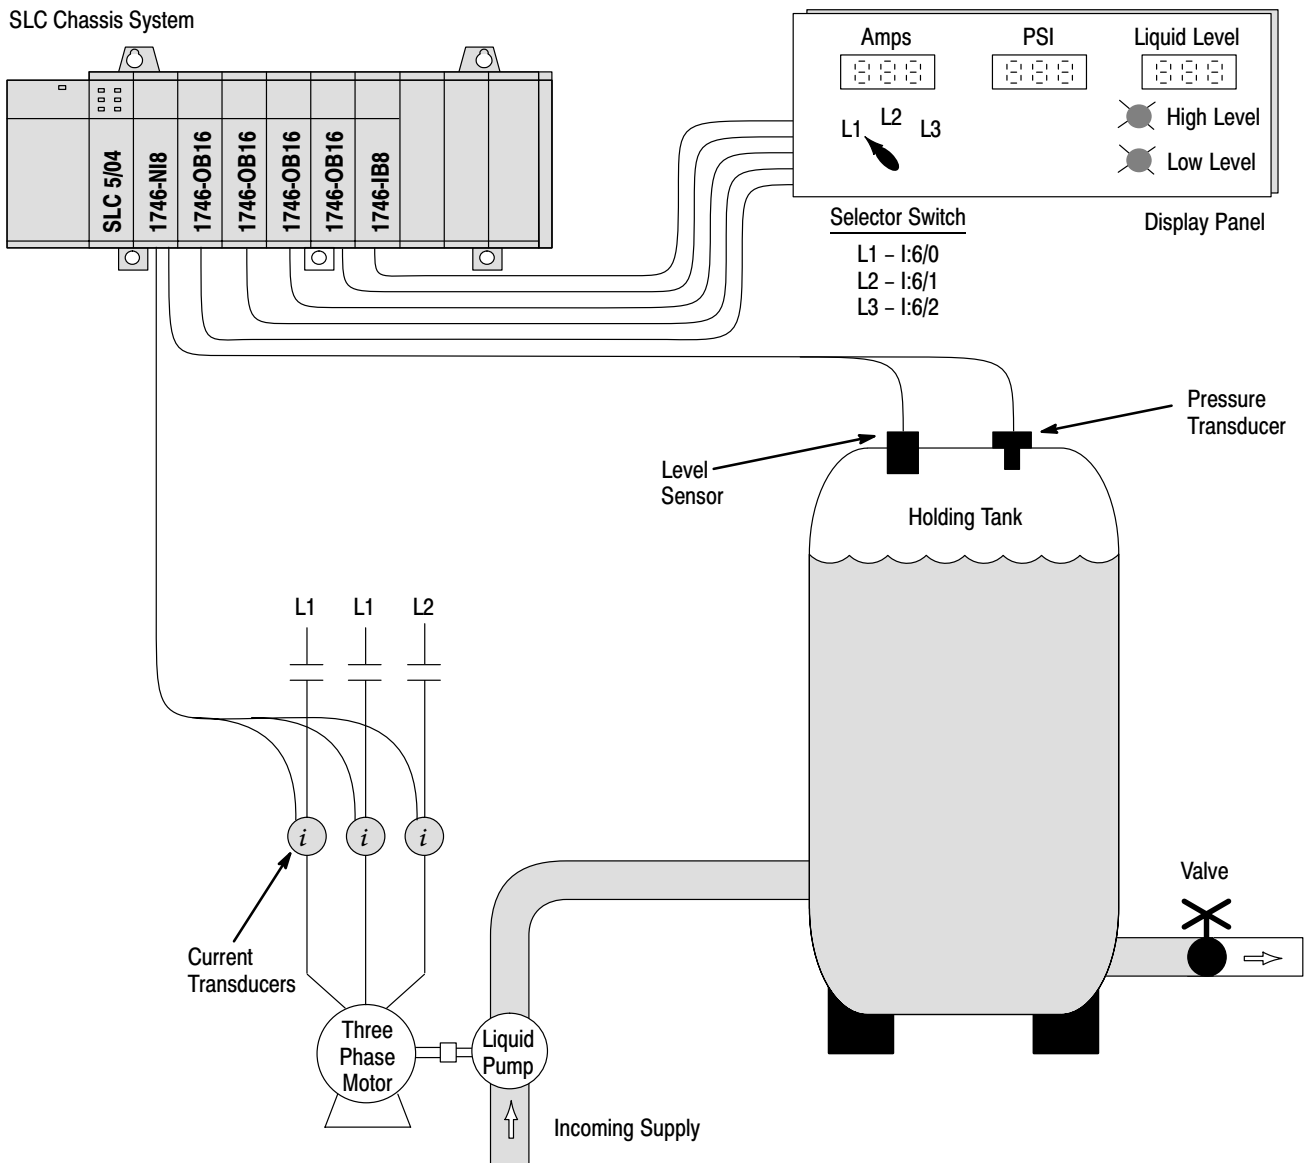 SLC Chassis System
SLC 5/04
1746-NI8
1746-OB16
1746-OB16
1746-OB16
1746-OB16
1746-IB8
Amps
PSI
Liquid Level
L1
L2
L3
High Level
Low Level
Selector Switch
L1 – I:6/0
L2 – I:6/1
L3 – I:6/2
Display Panel
Level
Sensor
Pressure
Transducer
Holding Tank
L1
L1
L2
i
i
i
Current
Transducers
Three
Phase
Motor
Liquid
Pump
Incoming Supply
Valve